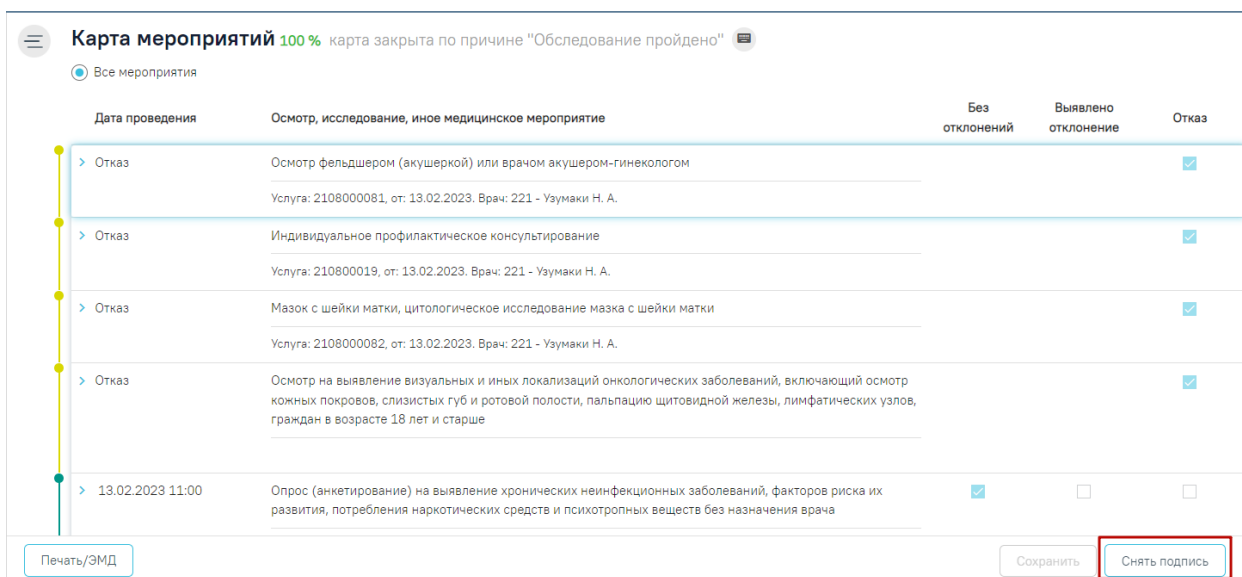 Карта мероприятий 100 % карта закрыта по причине "Обследование пройдено"
Все мероприятия
Дата проведения Осмотр, исследование, иное медицинское мероприятие Без отклонений Выявлено отклонение Отказ
Отказ Осмотр фельдшером (акушеркой) или врачом акушером-гинекологом
Услуга: 2108000081, от: 13.02.2023. Врач: 221 - Узумаки Н. А.
Отказ Индивидуальное профилактическое консультирование
Услуга: 210800019, от: 13.02.2023. Врач: 221 - Узумаки Н. А.
Отказ Мазок с шейки матки, цитологическое исследование мазка с шейки матки
Услуга: 2108000082, от: 13.02.2023. Врач: 221 - Узумаки Н. А.
Отказ Осмотр на выявление визуальных и иных локализаций онкологических заболеваний, включающий осмотр
кожных покровов, слизистых губ и ротовой полости, пальпацию щитовидной железы, лимфатических узлов,
граждан в возрасте 18 лет и старше
13.02.2023 11:00 Опрос (анкетирование) на выявление хронических неинфекционных заболеваний, факторов риска их
развития, потребления наркотических средств и психотропных веществ без назначения врача
Печать/ЭМД Сохранить Снять подпись